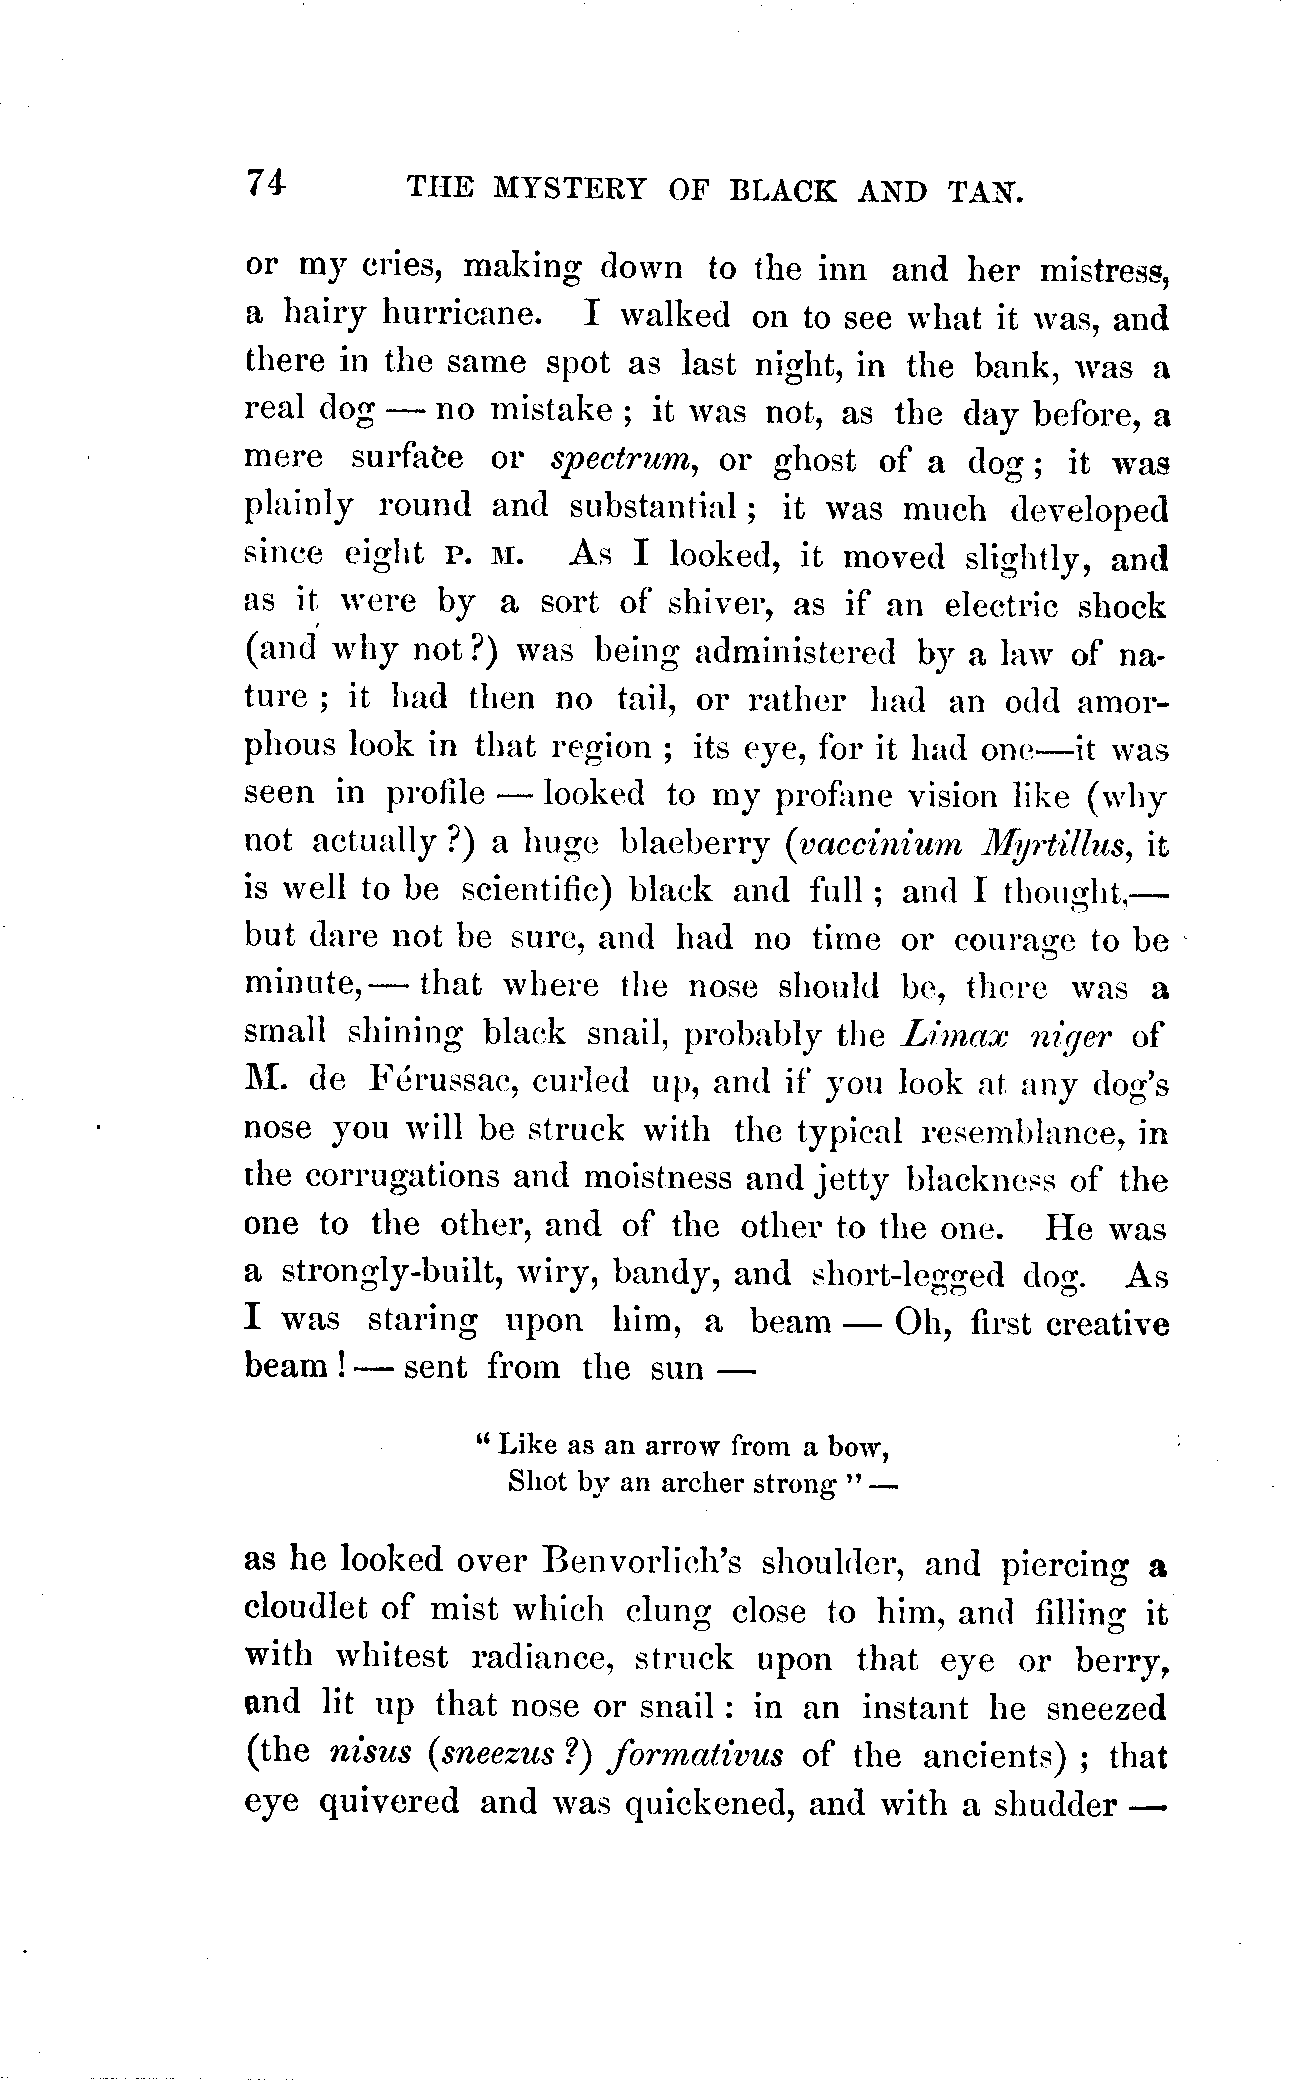 74 THE MYSTERY OF BLACK AND TAN.
or my cries, making down to the inn and her mistress,
a hairy hurricane. I walked on to see what it was, and
there in the same spot as last night, in the bank, was a
real dog — no mistake ; it was not, as the day before, a
mere surface or spectrum, or ghost of a dog ; it was
plainly round and substantial ; it was much developed
since eight P. M. As I looked, it moved slightly, and
as it were by a sort of shiver, as if an electric shock
(and why not ?) was being administered by a law of na-
ture ; it had then no tail, or rather had an odd amor-
phous look in that region ; its eye, for it had one—it was
seen in profile — looked to my profane vision like (why
not actually ?) a huge blaeberry (vaccinium Myrtillus, it
is well to be scientific) black and full ; and I thought,—
but dare not be sure, and had no time or courage to be
minute,— that where the nose should be, there was a
small shining black snail, probably the Limax niger of
M. de Férussac, curled up, and if you look at any dog's
nose you will be struck with the typical resemblance, in
the corrugations and moistness and jetty blackness of the
one to the other, and of the other to the one. He was
a strongly-built, wiry, bandy, and short-legged dog. As
I was staring upon him, a beam — Oh, first creative
beam ! — sent from the sun —
“ Like as an arrow from a bow,
Shot by an archer strong ” —
as he looked over Benvorlich's shoulder, and piercing a
cloudlet of mist which clung close to him, and filling it
with whitest radiance, struck upon that eye or berry,
and lit up that nose or snail : in an instant he sneezed
(the nisus (sneezus ?) formativus of the ancients) ; that
eye quivered and was quickened, and with a shudder —